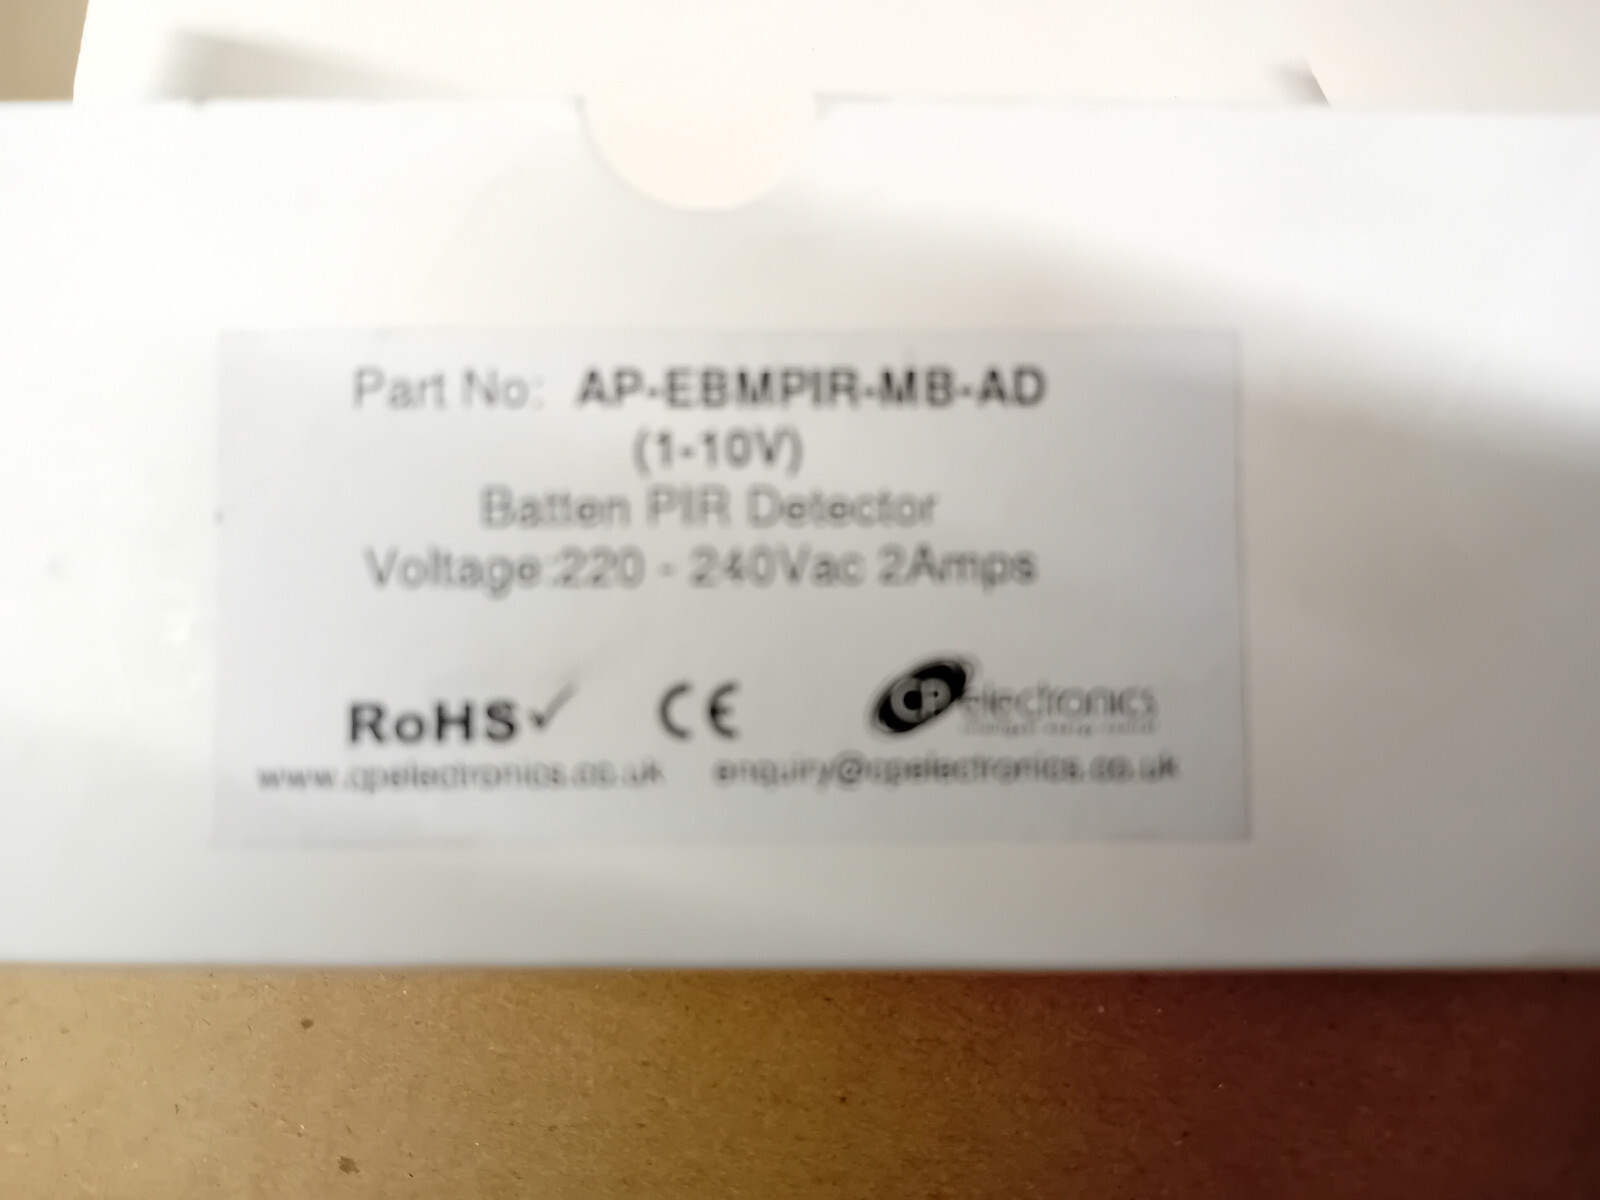 Part No: AP-EBMPIR-MB-AD
(1-10V)
Batten PIR Detector
Voltage:220 - 240Vac 2Amps
RoHS✓ CE CP electronics
www.cpelectronics.co.uk enquiry@cpelectronics.co.uk